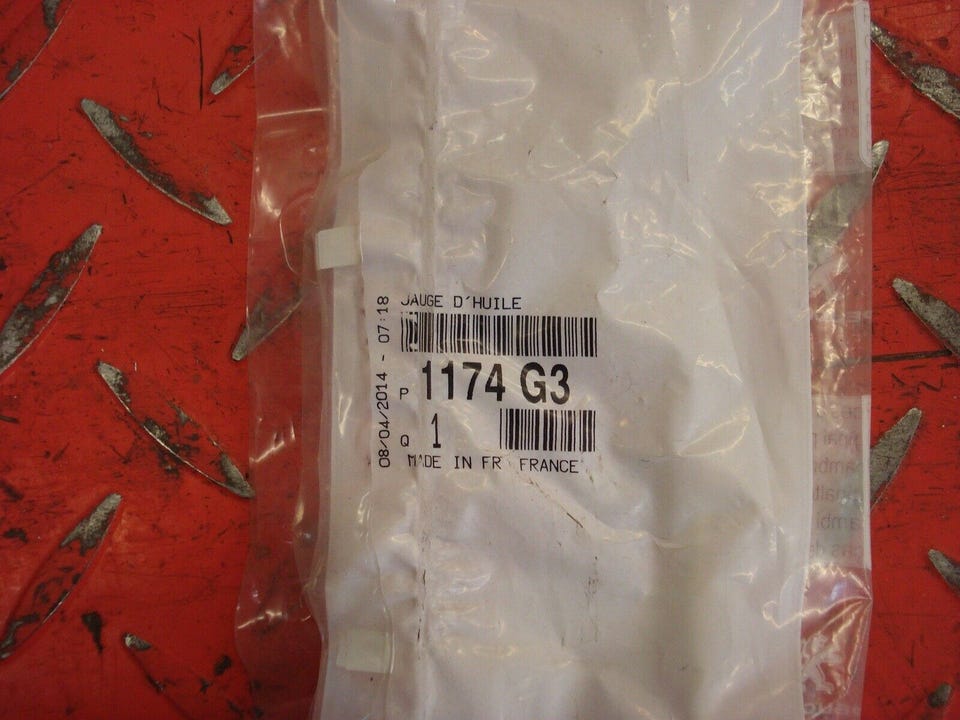 JAUGE D'HUILE
P 1174 G3
Q 1
MADE IN FR FRANCE
08/04/2014 - 07:18